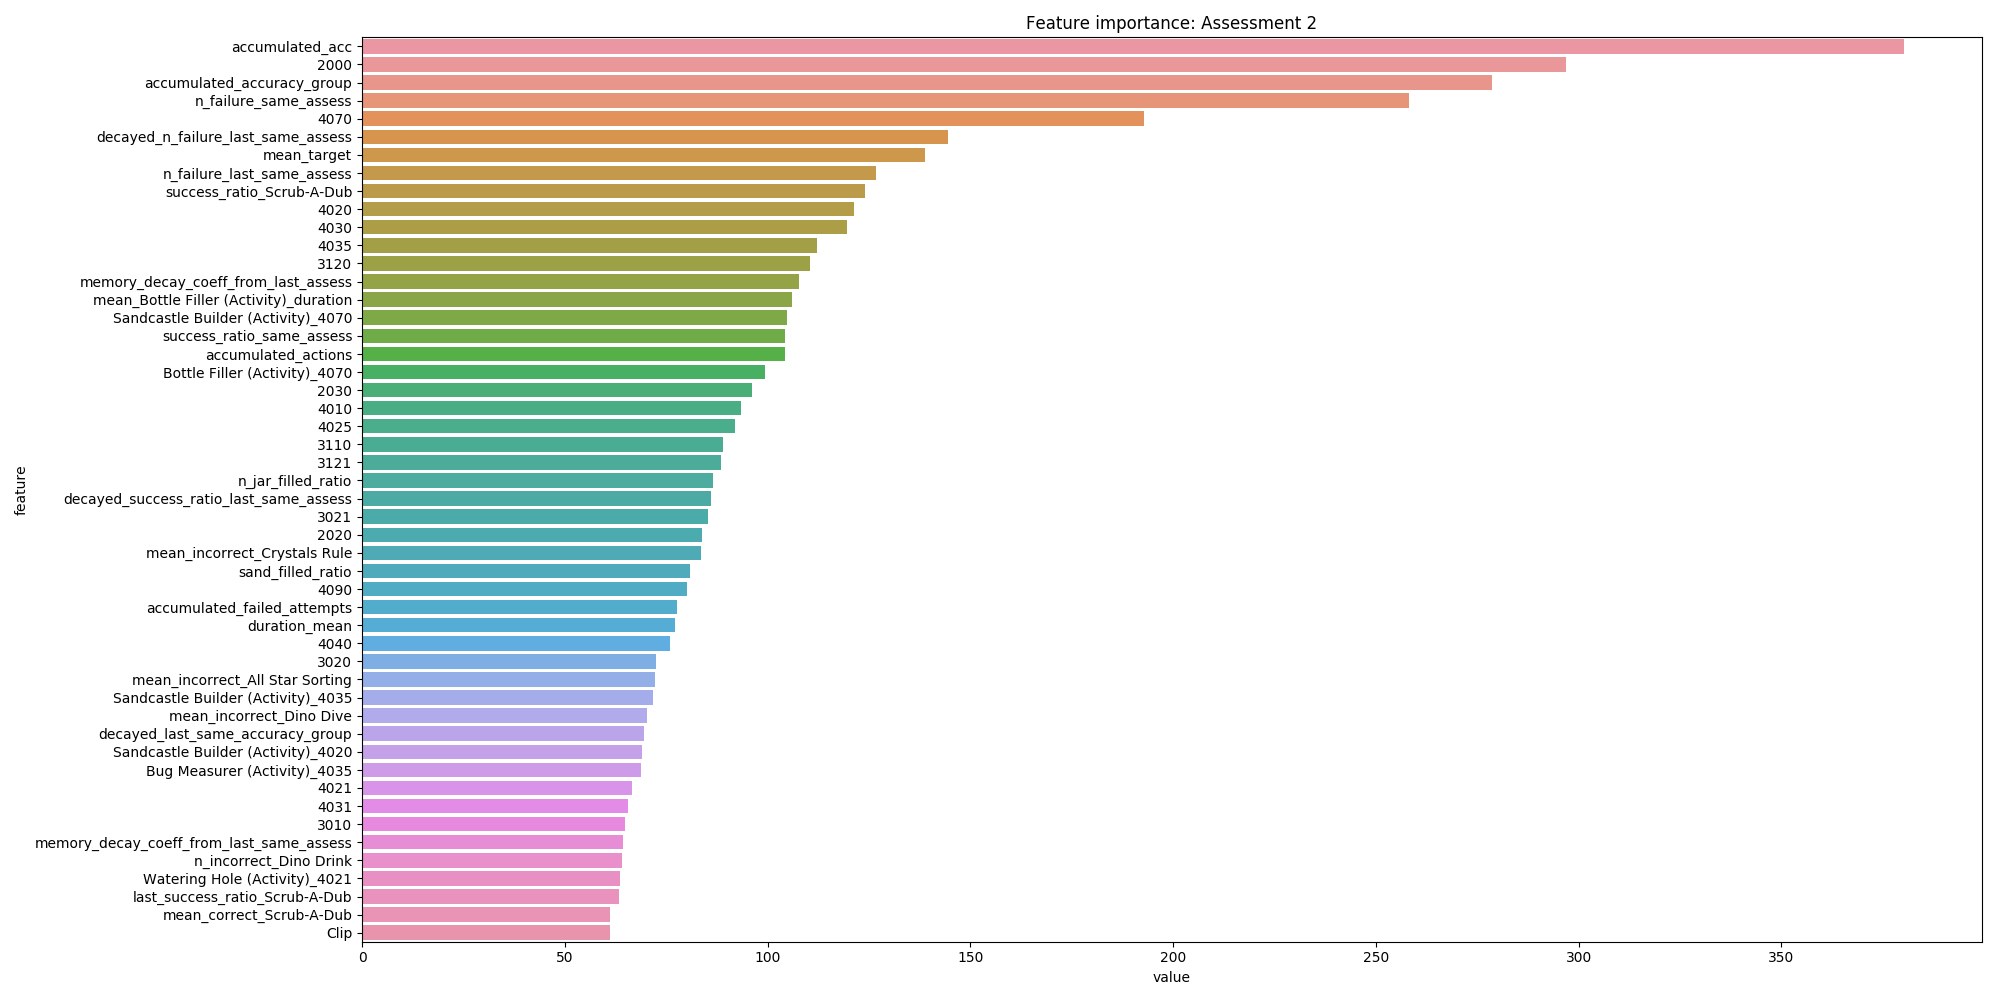 Feature importance: Assessment 2
accumulated_acc
2000
accumulated_accuracy_group
n_failure_same_assess
4070
decayed_n_failure_last_same_assess
mean_target
n_failure_last_same_assess
success_ratio_Scrub-A-Dub
4020
4030
4035
3120
memory_decay_coeff_from_last_assess
mean_Bottle Filler (Activity)_duration
Sandcastle Builder (Activity)_4070
success_ratio_same_assess
accumulated_actions
Bottle Filler (Activity)_4070
2030
4010
4025
3110
3121
n_jar_filled_ratio
decayed_success_ratio_last_same_assess
3021
2020
mean_incorrect_Crystals Rule
sand_filled_ratio
4090
accumulated_failed_attempts
duration_mean
4040
3020
mean_incorrect_All Star Sorting
Sandcastle Builder (Activity)_4035
mean_incorrect_Dino Dive
decayed_last_same_accuracy_group
Sandcastle Builder (Activity)_4020
Bug Measurer (Activity)_4035
4021
4031
3010
memory_decay_coeff_from_last_same_assess
n_incorrect_Dino Drink
Watering Hole (Activity)_4021
last_success_ratio_Scrub-A-Dub
mean_correct_Scrub-A-Dub
Clip
feature
0 50 100 150 200 250 300 350
value